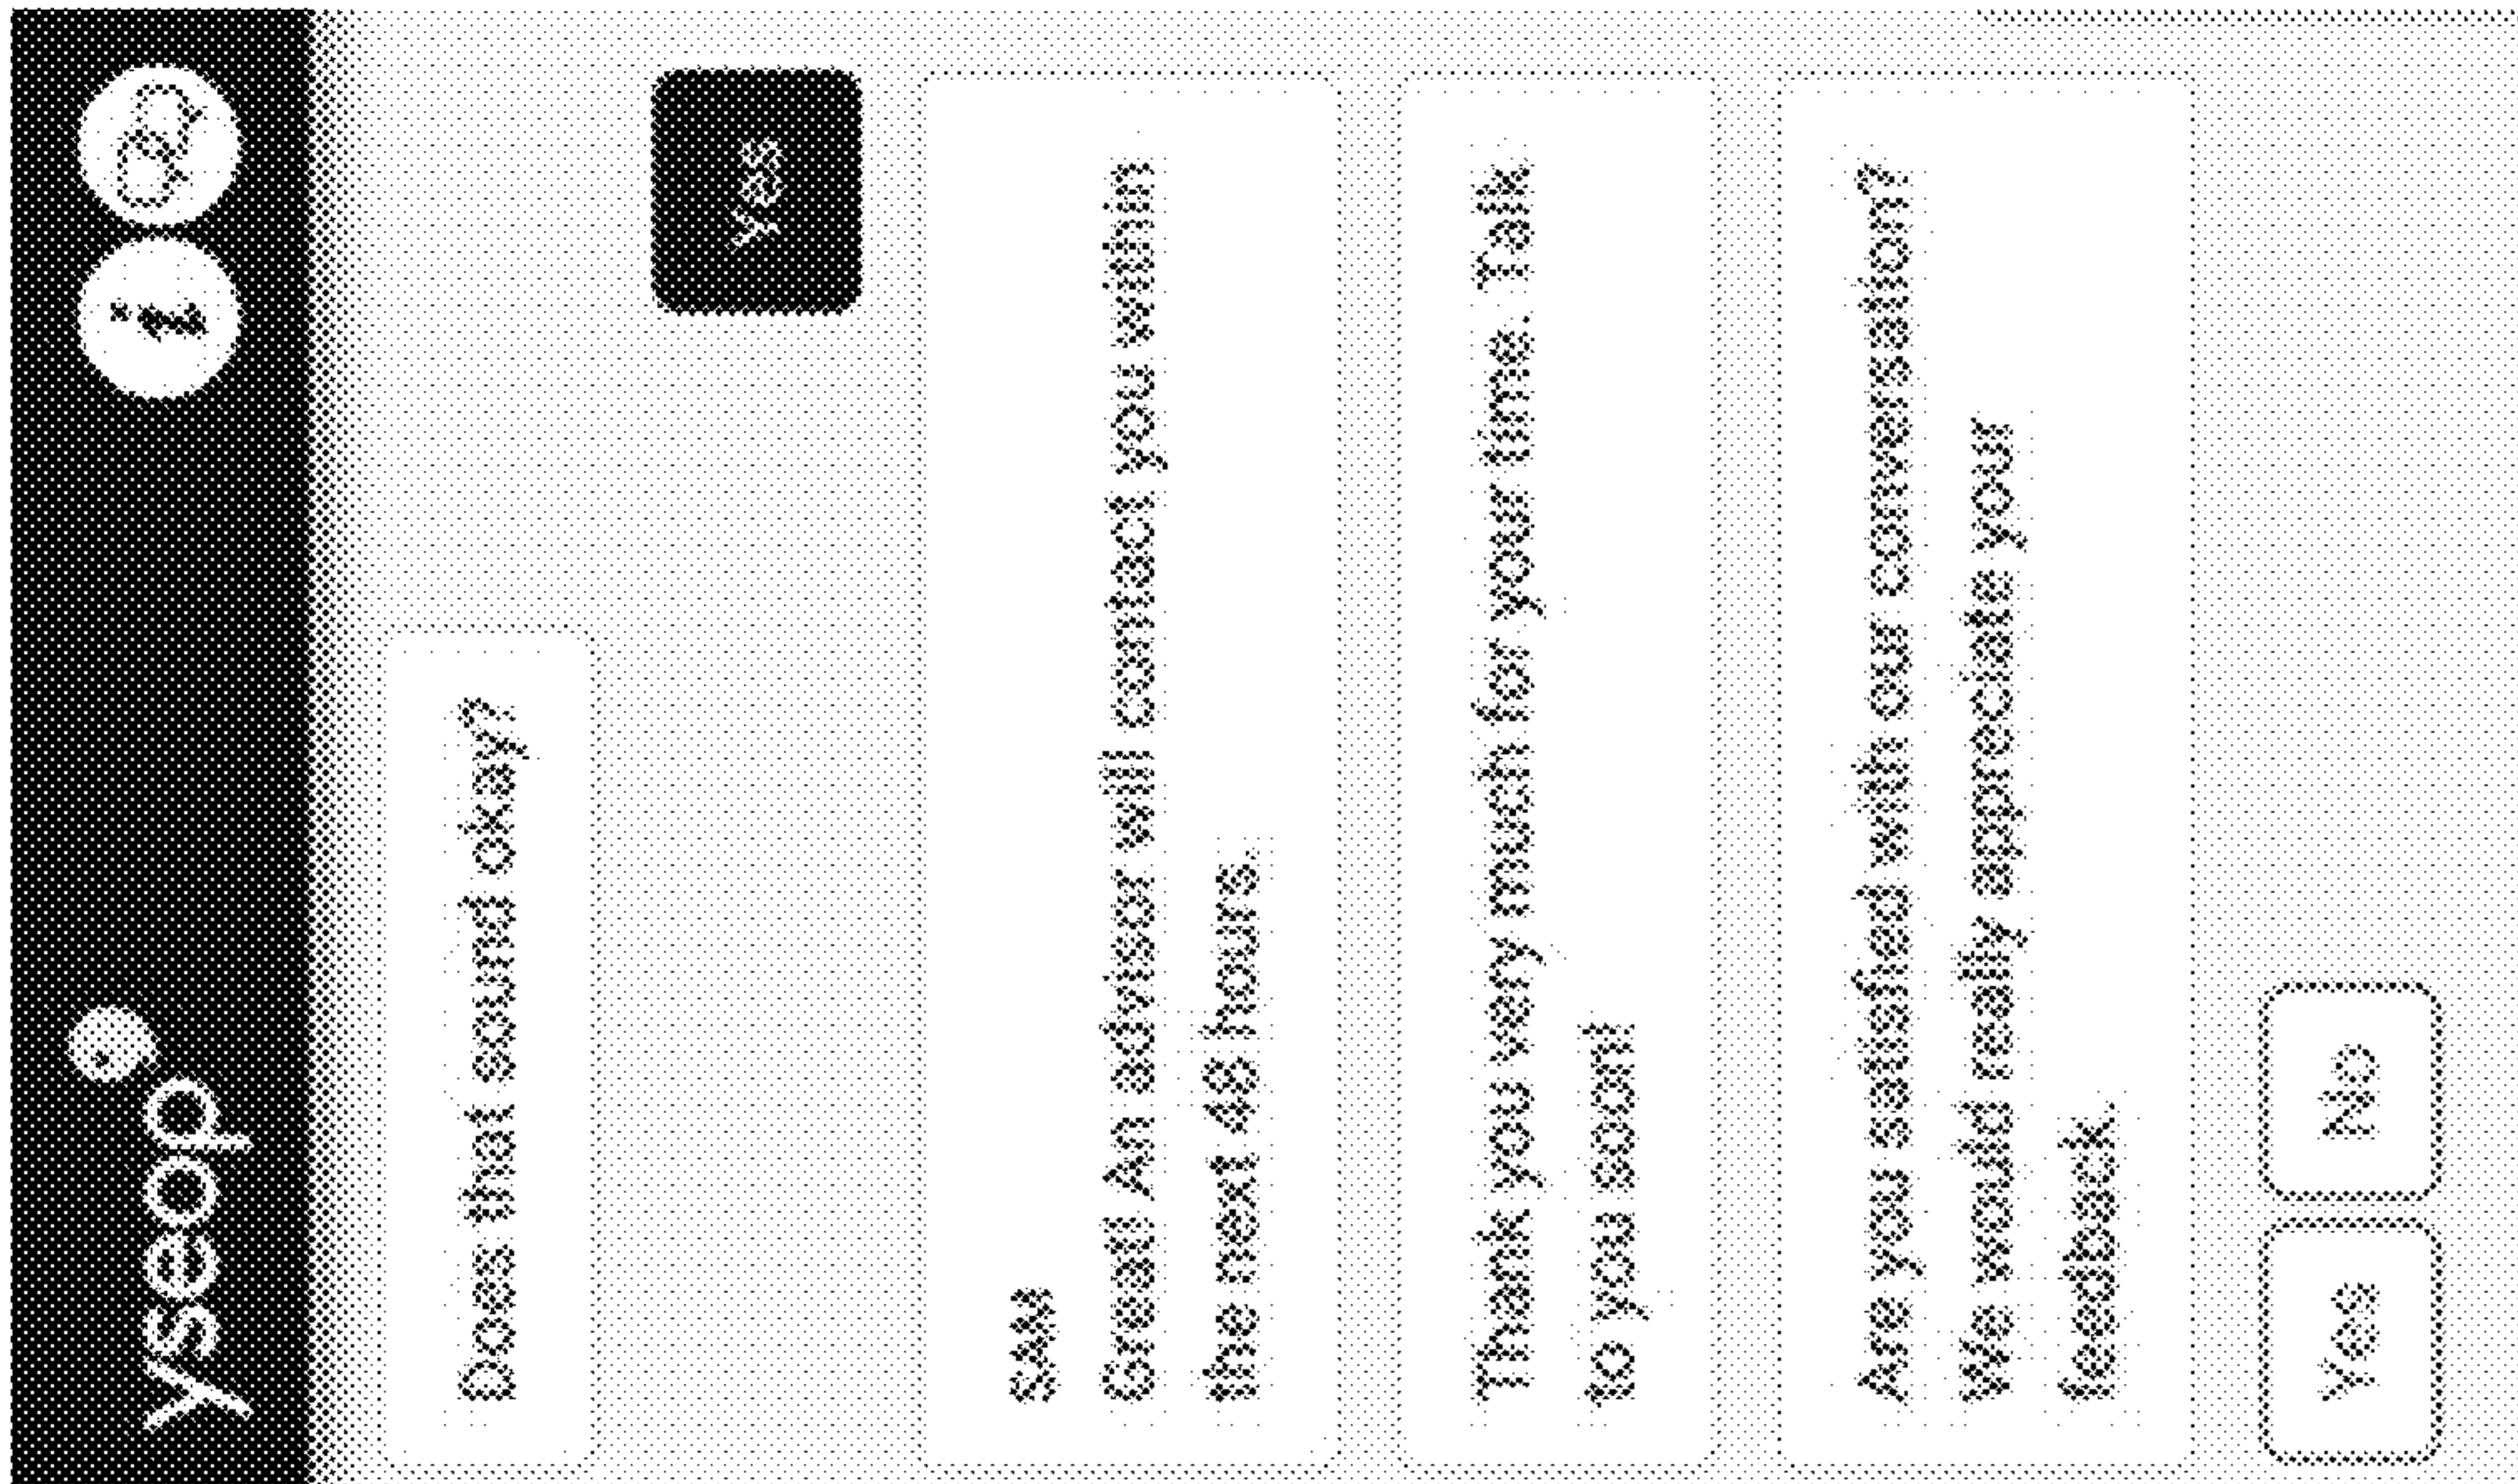 yseop
i
Does that sound okay?
Yes
SAM
Great! An advisor will contact you within
the next 48 hours.
Thank you very much for your time. Talk
to you soon!
Are you satisfied with our conversation?
We would really appreciate your
feedback.
Yes
No